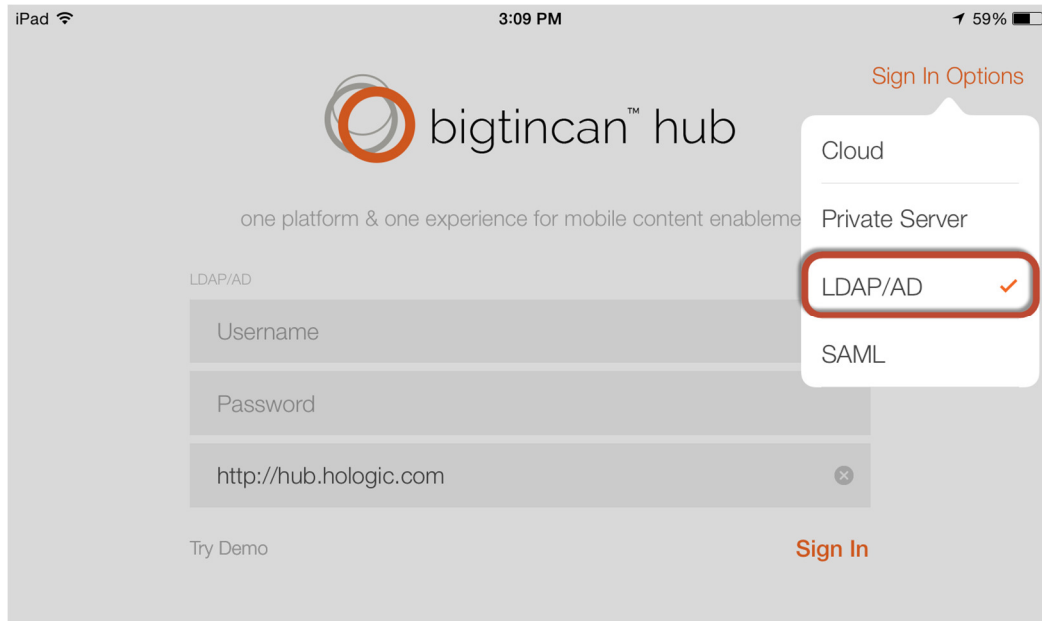 iPad 3:09 PM 59%
Sign In Options
bigtincan™ hub
Cloud
one platform & one experience for mobile content enableme
Private Server
LDAP/AD
LDAP/AD
Username
SAML
Password
http://hub.hologic.com
Try Demo Sign In